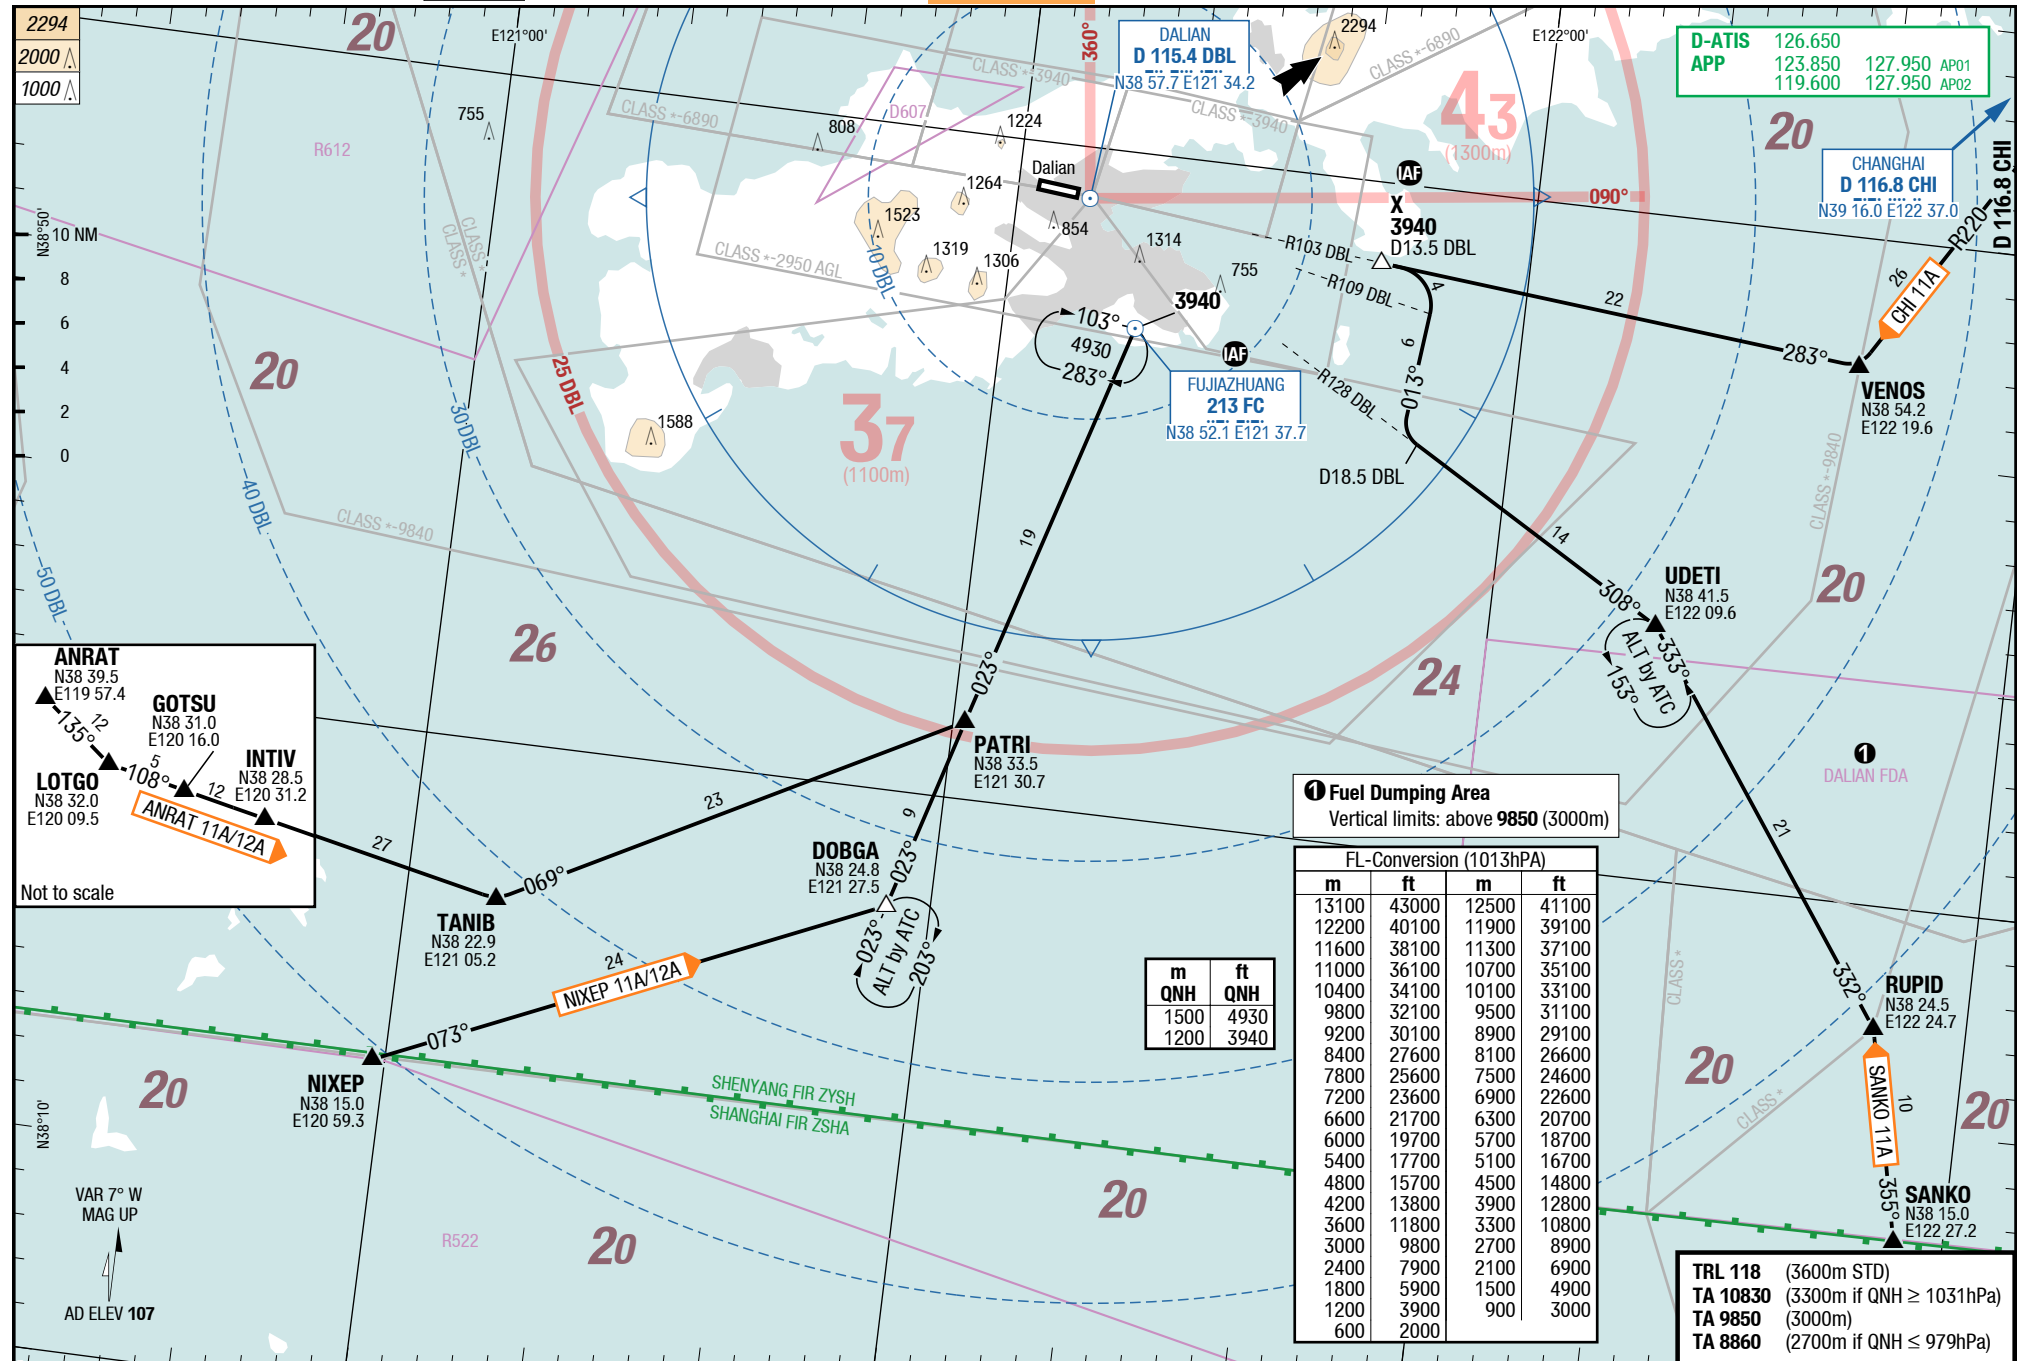 2294
2000
1000
20
E121°00'
360°
DALIAN
D 115.4 DBL
N38 57.7 E121 34.2
2294
E122°00'
CLASS *-6890
D-ATIS 126.650
APP 123.850 127.950 AP01
119.600 127.950 AP02
CLASS *-3940
CLASS *-6890
D607
CLASS *-3940
43
(1300m)
20
755
808
1224
R612
Dalian
IAF
CHANGHAI
D 116.8 CHI
N39 16.0 E122 37.0
D 116.8 CHI
1264
090°
X
3940
D13.5 DBL
R220
N38°50'
10 NM
8
6
4
2
0
CLASS *
CLASS *
1523
854
1319
1306
1314
755
R103 DBL
R109 DBL
CLASS *-2950 AGL
10 DBL
3940
4
22
26
CHI 11A
103°
4930
283°
IAF
6
283°
VENOS
N38 54.2
E122 19.6
20
25 DBL
30 DBL
FUJIAZHUANG
213 FC
N38 52.1 E121 37.7
R128 DBL
013°
1588
37
(1100m)
D18.5 DBL
CLASS *-9840
40 DBL
CLASS *-9840
19
14
50 DBL
UDETI
N38 41.5
E122 09.6
308°
20
26
24
333°
ALT by ATC
153°
023°
ANRAT
N38 39.5
E119 57.4
12
135°
GOTSU
N38 31.0
E120 16.0
5
108°
12
INTIV
N38 28.5
E120 31.2
LOTGO
N38 32.0
E120 09.5
ANRAT 11A/12A
Not to scale
PATRI
N38 33.5
E121 30.7
1
DALIAN FDA
1 Fuel Dumping Area
Vertical limits: above 9850 (3000m)
23
27
9
21
DOBGA
N38 24.8
E121 27.5
023°
069°
TANIB
N38 22.9
E121 05.2
023°
ALT by ATC
203°
24
NIXEP 11A/12A
073°
NIXEP
N38 15.0
E120 59.3
FL-Conversion (1013hPA)
m ft m ft
13100 43000 12500 41100
12200 40100 11900 39100
11600 38100 11300 37100
11000 36100 10700 35100
10400 34100 10100 33100
9800 32100 9500 31100
9200 30100 8900 29100
8400 27600 8100 26600
7800 25600 7500 24600
7200 23600 6900 22600
6600 21700 6300 20700
6000 19700 5700 18700
5400 17700 5100 16700
4800 15700 4500 14800
4200 13800 3900 12800
3600 11800 3300 10800
3000 9800 2700 8900
2400 7900 2100 6900
1800 5900 1500 4900
1200 3900 900 3000
600 2000
m ft
QNH QNH
1500 4930
1200 3940
CLASS *
332°
RUPID
N38 24.5
E122 24.7
20
CLASS *
SANKO 11A
10
20
355°
SANKO
N38 15.0
E122 27.2
20
SHENYANG FIR ZYSH
SHANGHAI FIR ZSHA
N38°10'
20
20
R522
VAR 7° W
MAG UP
AD ELEV 107
TRL 118 (3600m STD)
TA 10830 (3300m if QNH ≥ 1031hPa)
TA 9850 (3000m)
TA 8860 (2700m if QNH ≤ 979hPa)